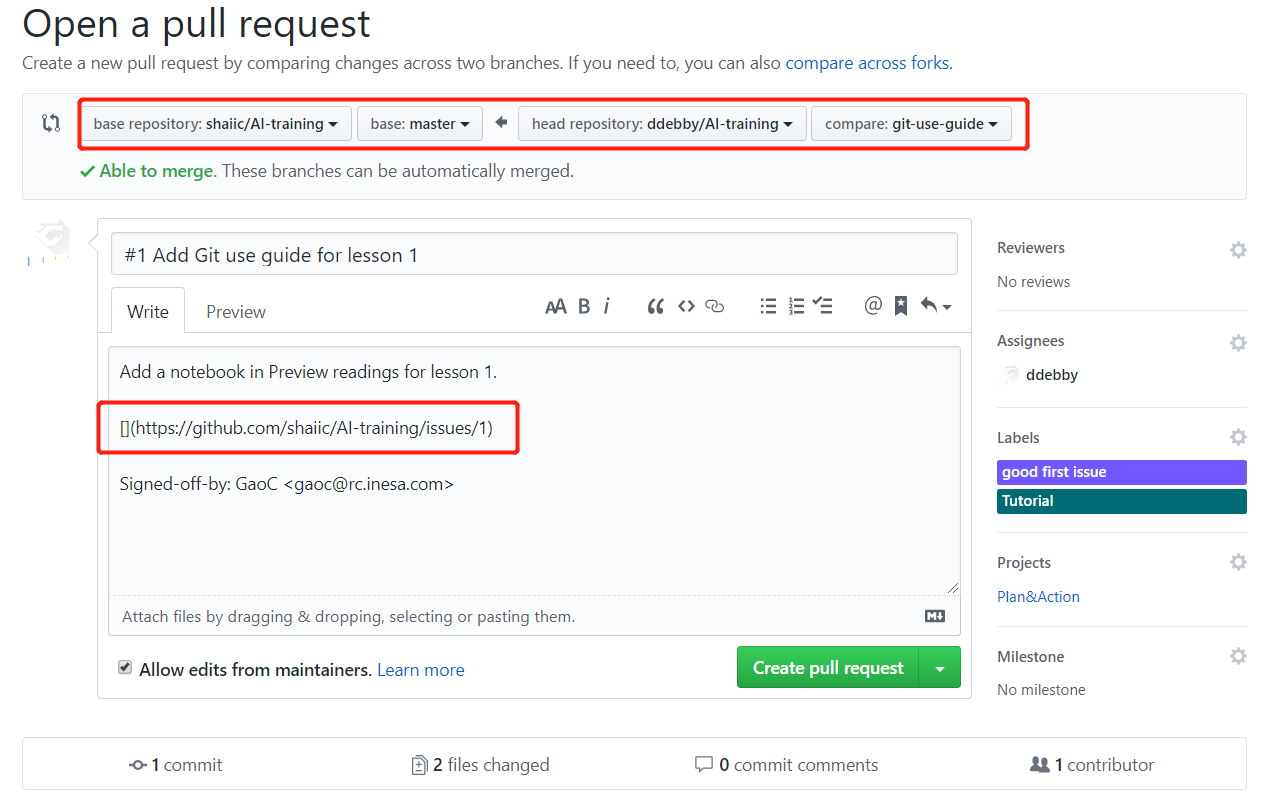 Open a pull request
Create a new pull request by comparing changes across two branches. If you need to, you can also compare across forks.
base repository: shaiic/AI-training base: master head repository: ddebby/AI-training compare: git-use-guide
Able to merge. These branches can be automatically merged.
#1 Add Git use guide for lesson 1
Write Preview
AA B i
Add a notebook in Preview readings for lesson 1.
[](https://github.com/shaiic/AI-training/issues/1)
Signed-off-by: GaoC <gaoc@rc.inesa.com>
Attach files by dragging & dropping, selecting or pasting them.
Allow edits from maintainers. Learn more
Create pull request
Reviewers
No reviews
Assignees
ddebby
Labels
good first issue
Tutorial
Projects
Plan&Action
Milestone
No milestone
1 commit 2 files changed 0 commit comments 1 contributor